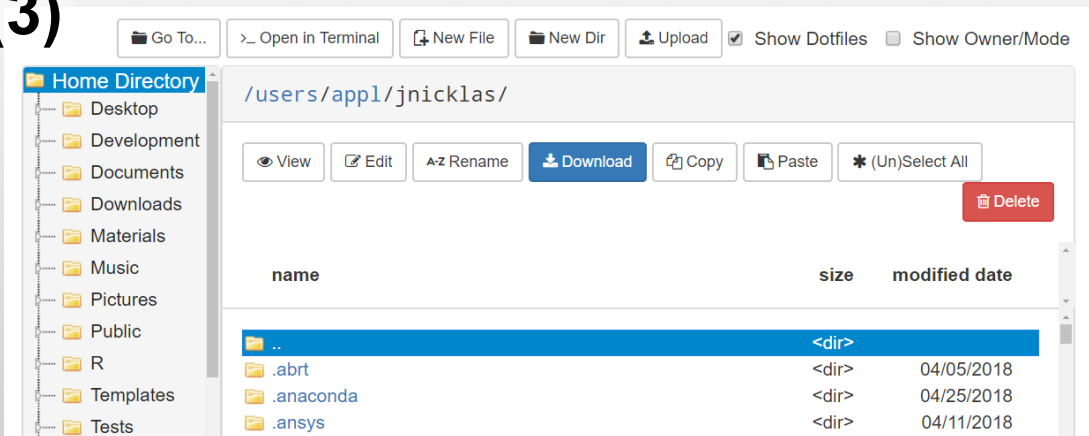 (3)
Go To...
>_ Open in Terminal
New File
New Dir
Upload
Show Dotfiles
Show Owner/Mode
Home Directory
Desktop
Development
Documents
Downloads
Materials
Music
Pictures
Public
R
Templates
Tests
/users/appl/jnicklas/
View
Edit
A-Z Rename
Download
Copy
Paste
(Un)Select All
Delete
name size modified date
.. <dir>
.abrt <dir> 04/05/2018
.anaconda <dir> 04/25/2018
.ansys <dir> 04/11/2018